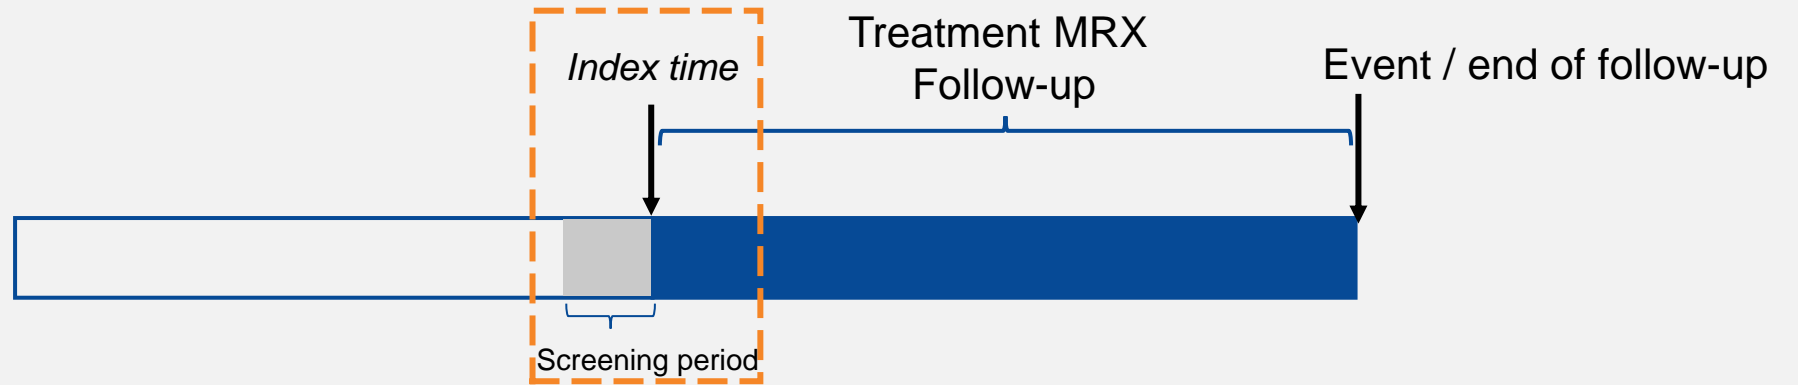 Treatment MRX
Follow-up
Index time
Event / end of follow-up
Screening period